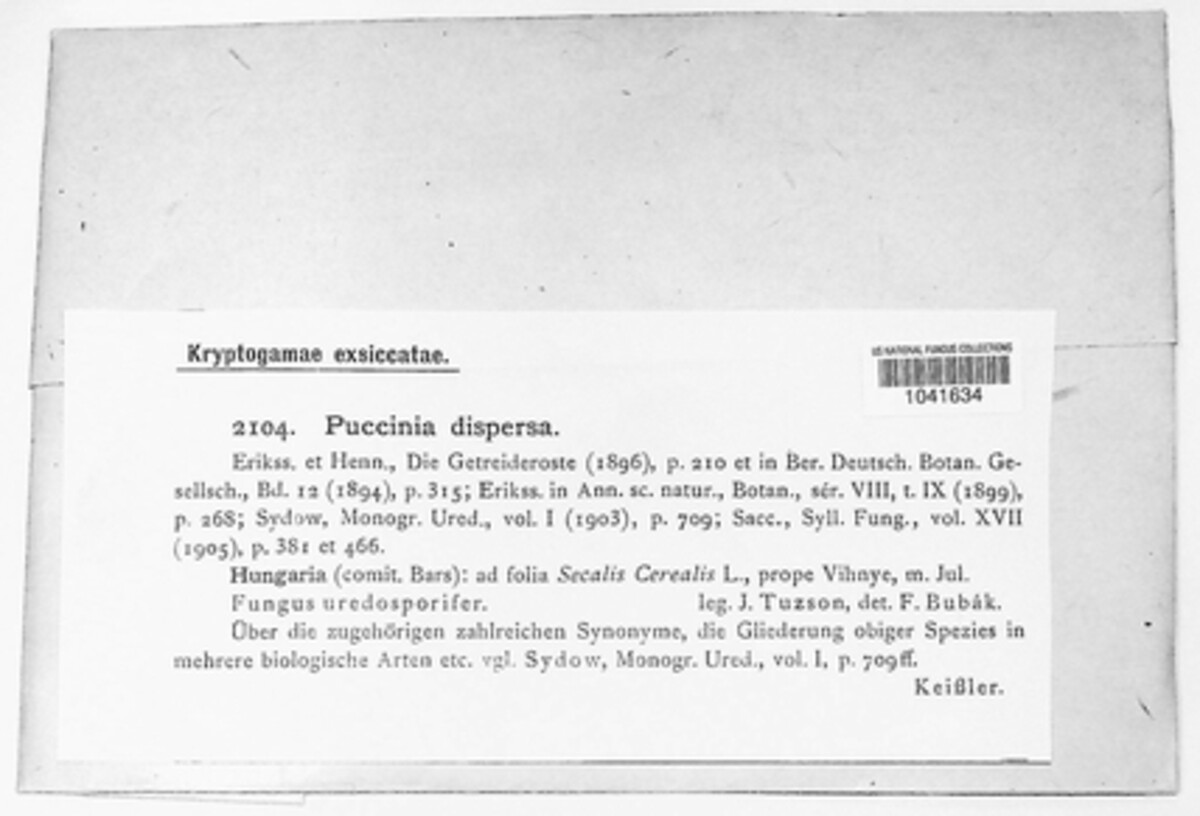 Kryptogamae exsiccatae.
US NATIONAL FUNGUS COLLECTIONS
1041634
2104. Puccinia dispersa.
Erikss. et Henn., Die Getreideroste (1896), p. 210 et in Ber. Deutsch. Botan. Ge-
sellsch., Bd. 12 (1894), p. 315; Erikss. in Ann. sc. natur., Botan., sér. VIII, t. IX (1899),
p. 268; Sydow, Monogr. Ured., vol. I (1903), p. 709; Sacc., Syll. Fung., vol. XVII
(1905), p. 381 et 466.
Hungaria (comit. Bars): ad folia Secalis Cerealis L., prope Vihnye, m. Jul.
Fungus uredosporifer. leg. J. Tuzson, det. F. Bubák.
Über die zugehörigen zahlreichen Synonyme, die Gliederung obiger Spezies in
mehrere biologische Arten etc. vgl. Sydow, Monogr. Ured., vol. I, p. 709ff.
Keißler.